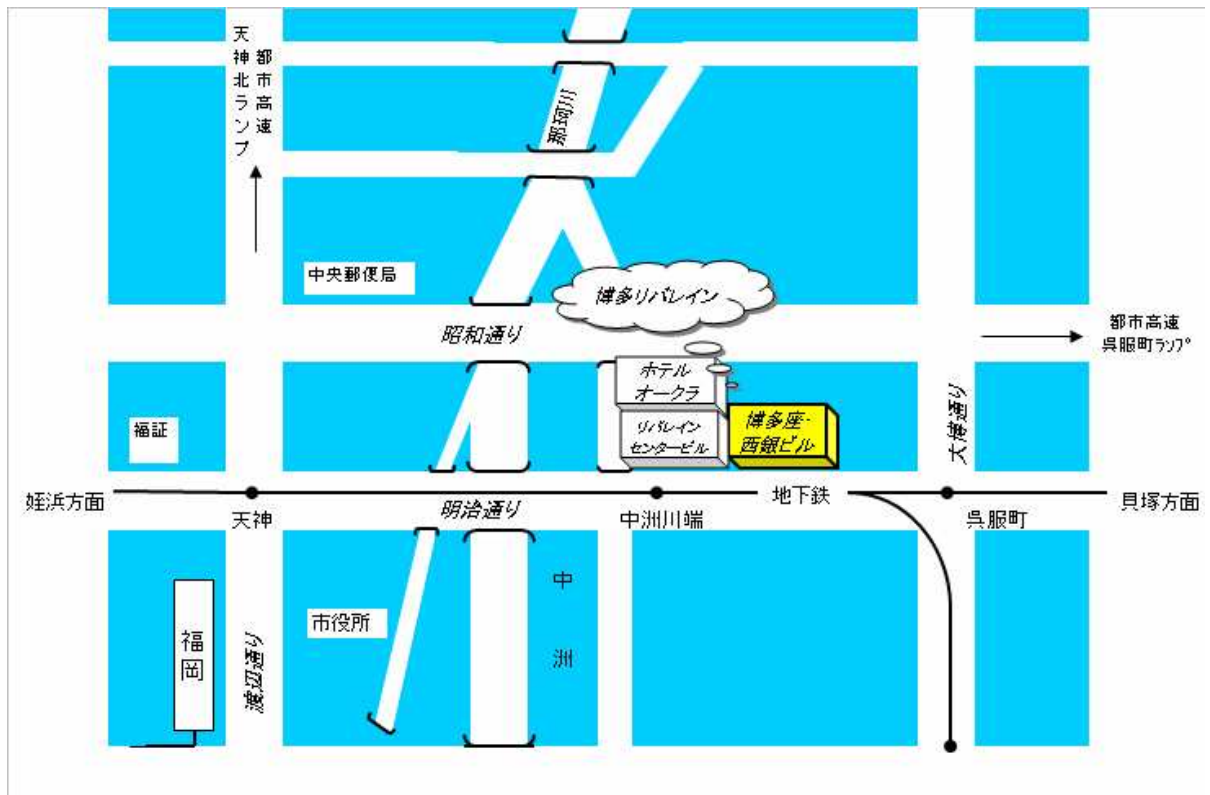 天神北ランプ
都市高速
那珂川
中央郵便局
博多リバレイン
昭和通り
都市高速
呉服町ランプ
ホテル
オークラ
福証
リバレイン
センタービル
博多座・
西銀ビル
大博通り
姪浜方面
天神
明治通り
中洲川端
地下鉄
呉服町
貝塚方面
中洲
市役所
福岡
渡辺通り